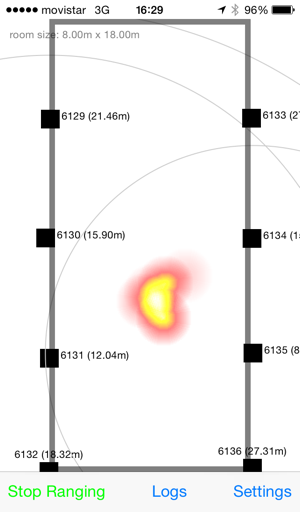 movistar 3G 16:29 96%
room size: 8.00m x 18.00m
6129 (21.46m) 6133 (2
6130 (15.90m) 6134 (1
6131 (12.04m) 6135 (8
6132 (18.32m) 6136 (27.31m)
Stop Ranging Logs Settings